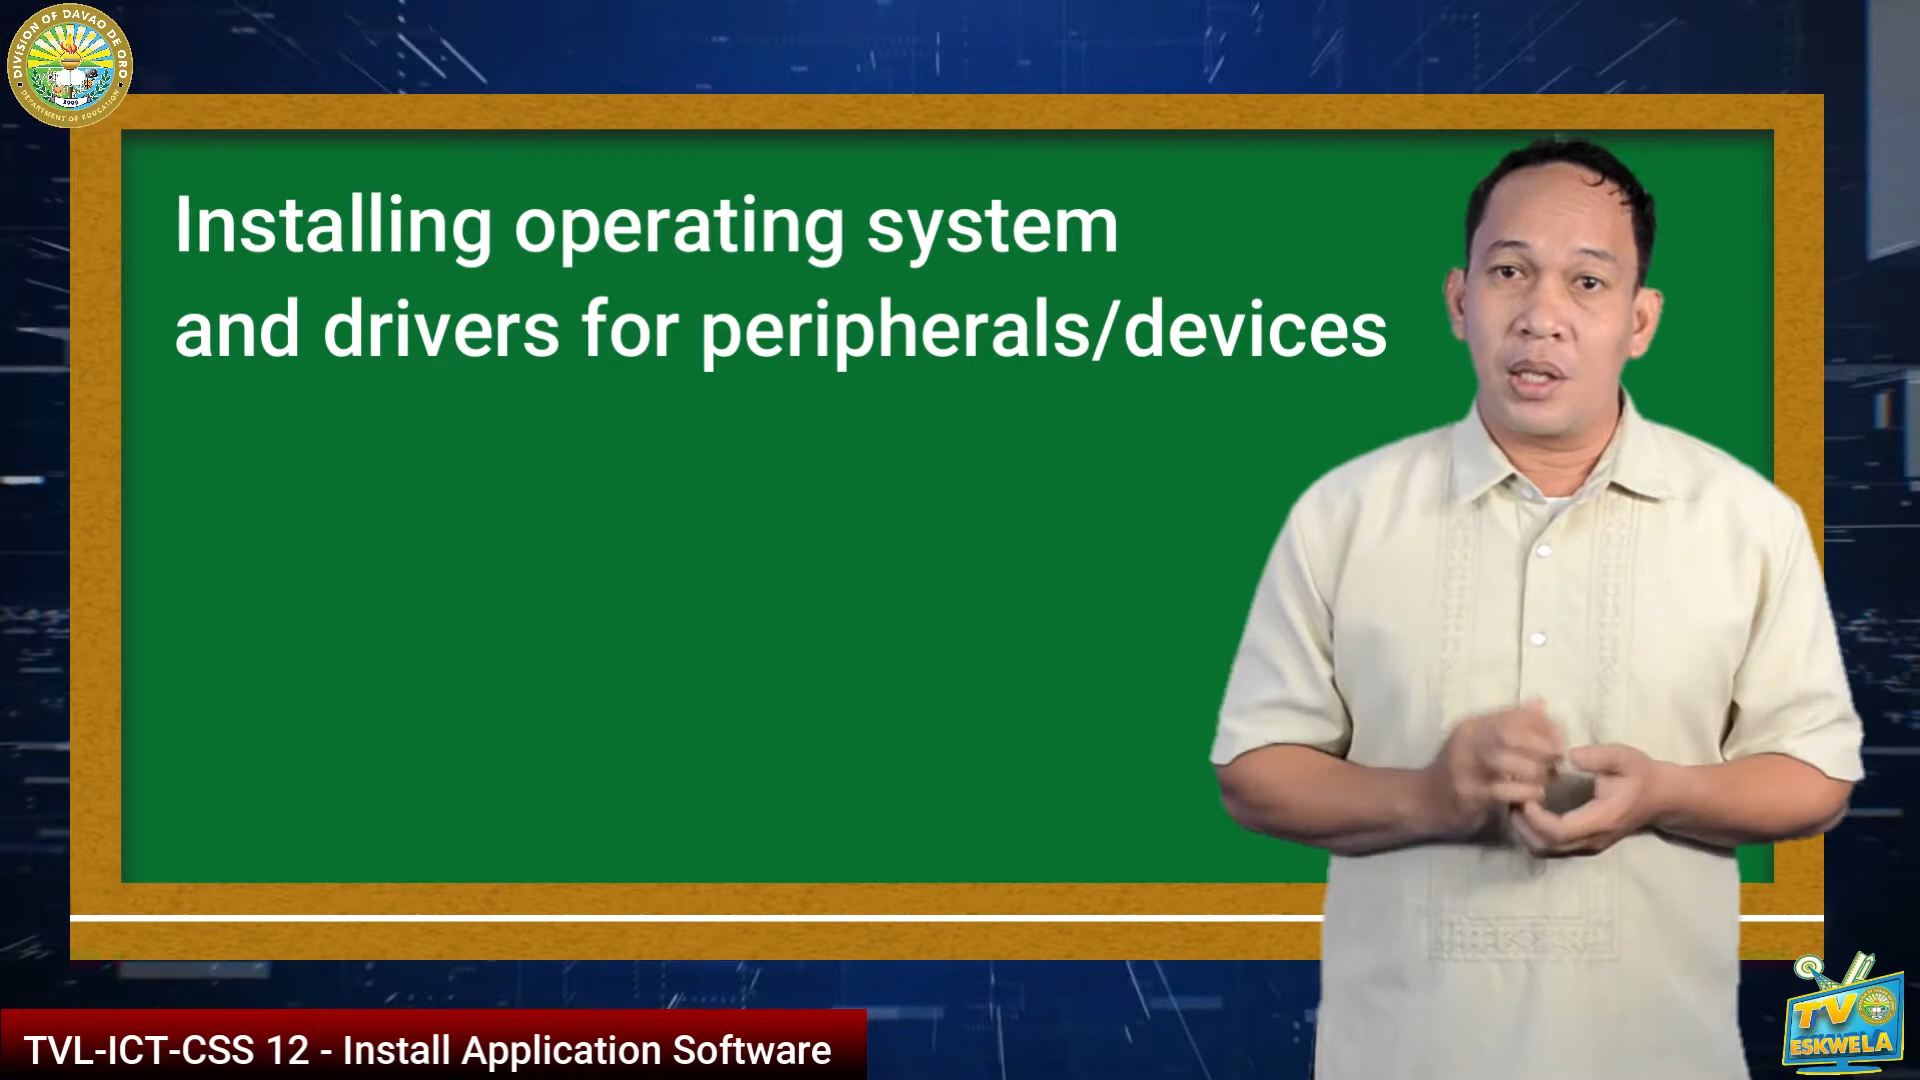 DIVISION OF DAVAO DE ORO
DEPARTMENT OF EDUCATION
Installing operating system
and drivers for peripherals/devices
TVL-ICT-CSS 12 - Install Application Software
TV
ESKWELA